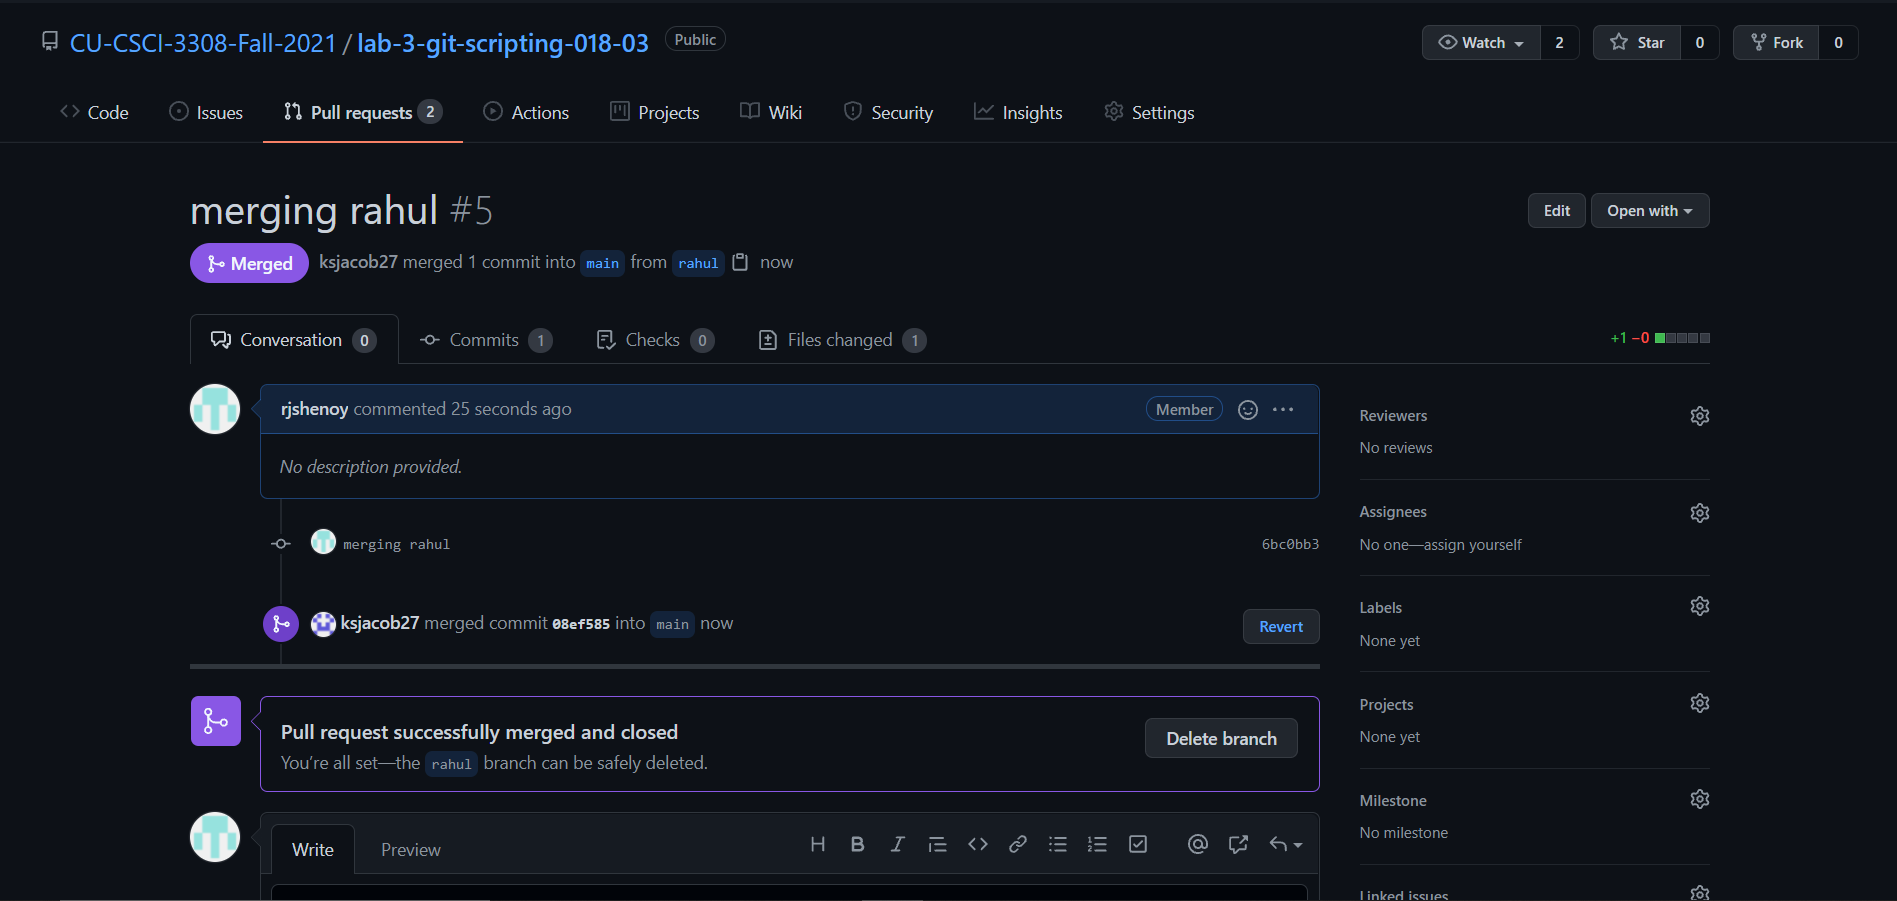 CU-CSCI-3308-Fall-2021 / lab-3-git-scripting-018-03 Public Watch 2 Star 0 Fork 0
Code Issues Pull requests 2 Actions Projects Wiki Security Insights Settings
merging rahul #5 Edit Open with
Merged ksjacob27 merged 1 commit into main from rahul now
Conversation 0 Commits 1 Checks 0 Files changed 1 +1 −0
rjshenoy commented 25 seconds ago Member
No description provided.
merging rahul 6bc0bb3
ksjacob27 merged commit 08ef585 into main now Revert
Pull request successfully merged and closed
You're all set—the rahul branch can be safely deleted.
Delete branch
Write Preview
Reviewers
No reviews
Assignees
No one—assign yourself
Labels
None yet
Projects
None yet
Milestone
No milestone
Linked issues